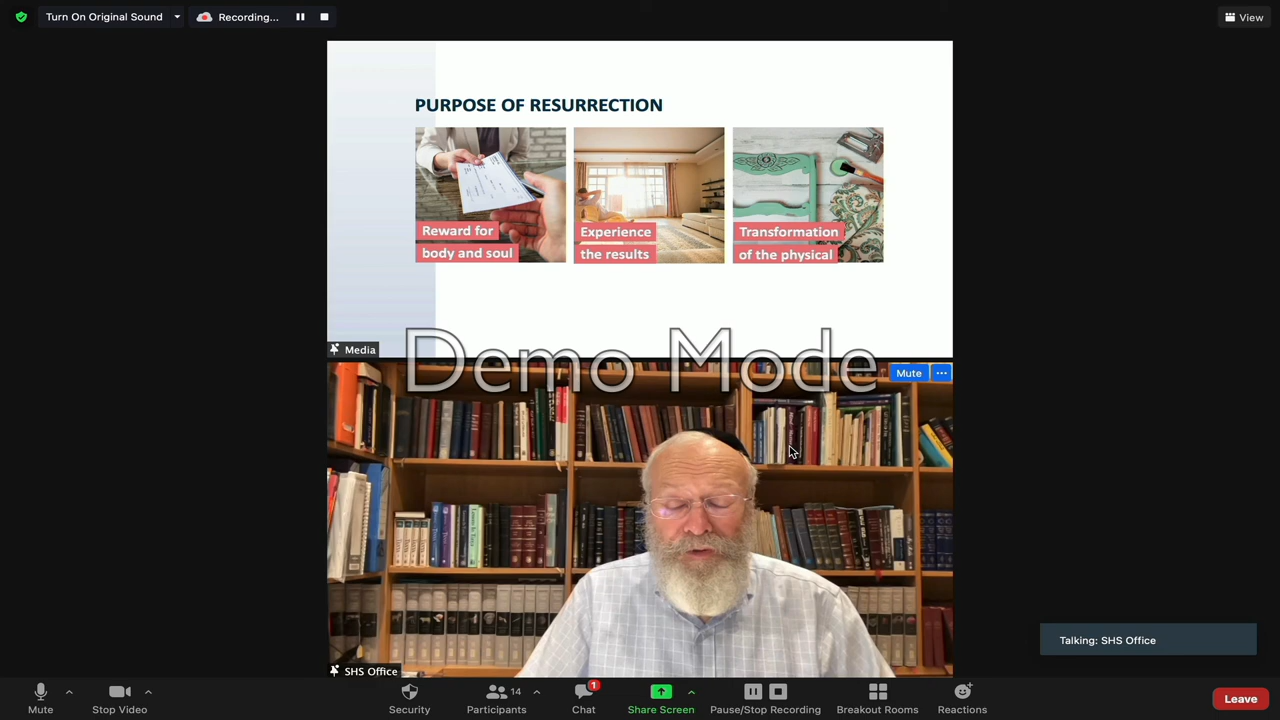 Turn On Original Sound
Recording...
View
PURPOSE OF RESURRECTION
Reward for
body and soul
Experience
the results
Transformation
of the physical
Media
Demo Mode
Mute
SHS Office
Talking: SHS Office
Mute
Stop Video
Security
14
Participants
1
Chat
Share Screen
Pause/Stop Recording
Breakout Rooms
Reactions
Leave